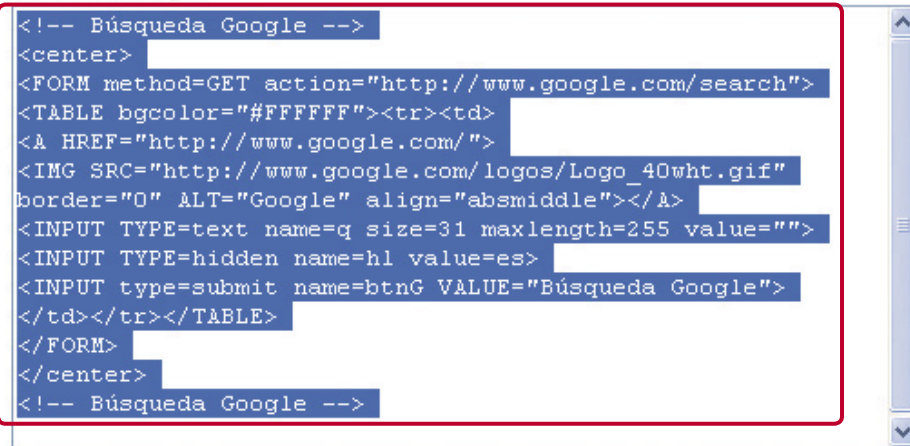 <!-- Búsqueda Google -->
<center>
<FORM method=GET action="http://www.google.com/search">
<TABLE bgcolor="#FFFFFF"><tr><td>
<A HREF="http://www.google.com/">
<IMG SRC="http://www.google.com/logos/Logo_40wht.gif"
border="0" ALT="Google" align="absmiddle"></A>
<INPUT TYPE=text name=q size=31 maxlength=255 value="">
<INPUT TYPE=hidden name=hl value=es>
<INPUT type=submit name=btnG VALUE="Búsqueda Google">
</td></tr></TABLE>
</FORM>
</center>
<!-- Búsqueda Google -->